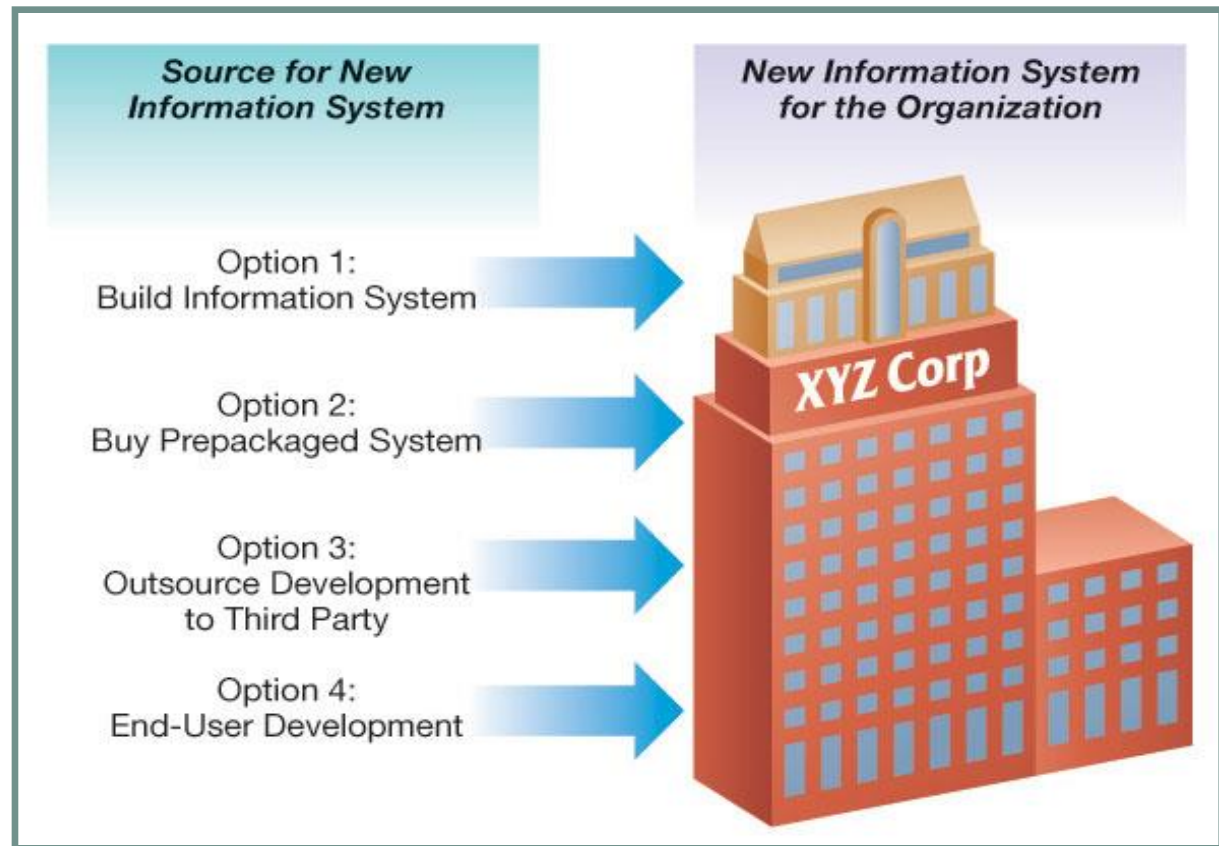 Source for New
Information System
New Information System
for the Organization
Option 1:
Build Information System
Option 2:
Buy Prepackaged System
Option 3:
Outsource Development
to Third Party
Option 4:
End-User Development
XYZ Corp